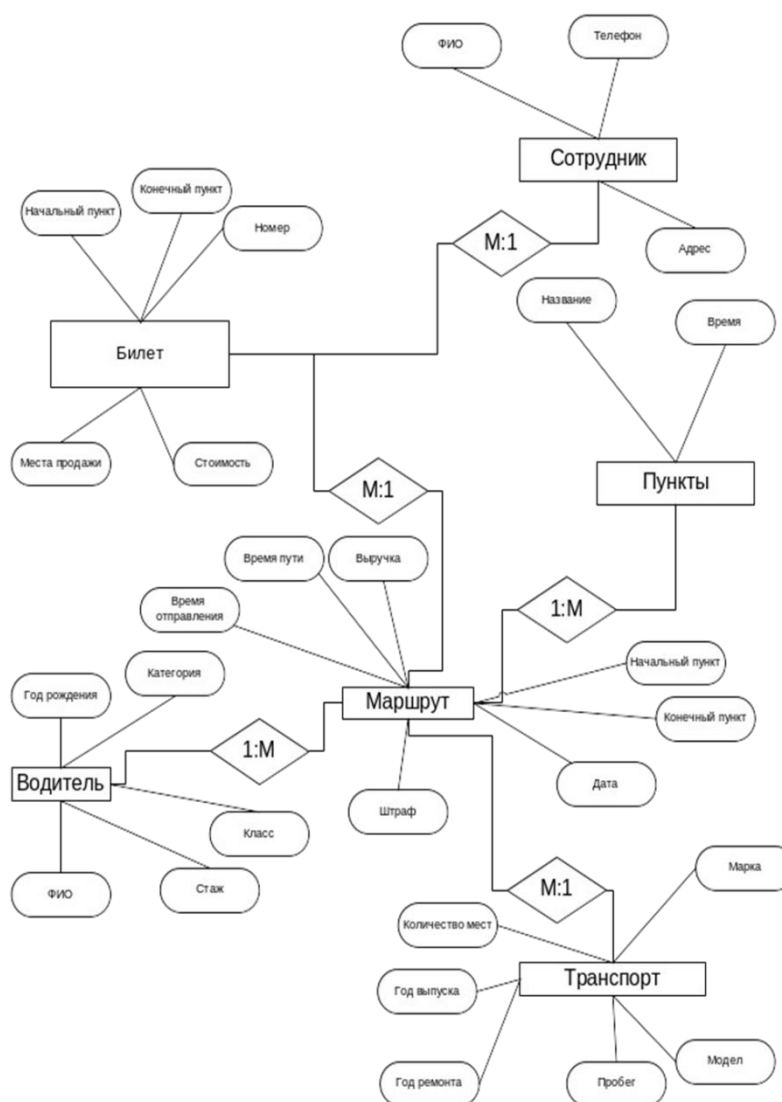 ФИО
Телефон
Сотрудник
Адрес
М:1
Начальный пункт
Конечный пункт
Номер
Билет
Места продажи
Стоимость
Название
Время
Пункты
М:1
1:М
Время пути
Выручка
Время
отправления
Маршрут
Начальный пункт
Конечный пункт
Дата
Штраф
Год рождения
Категория
1:М
Водитель
Класс
Стаж
ФИО
М:1
Марка
Количество мест
Транспорт
Год выпуска
Год ремонта
Пробег
Модел